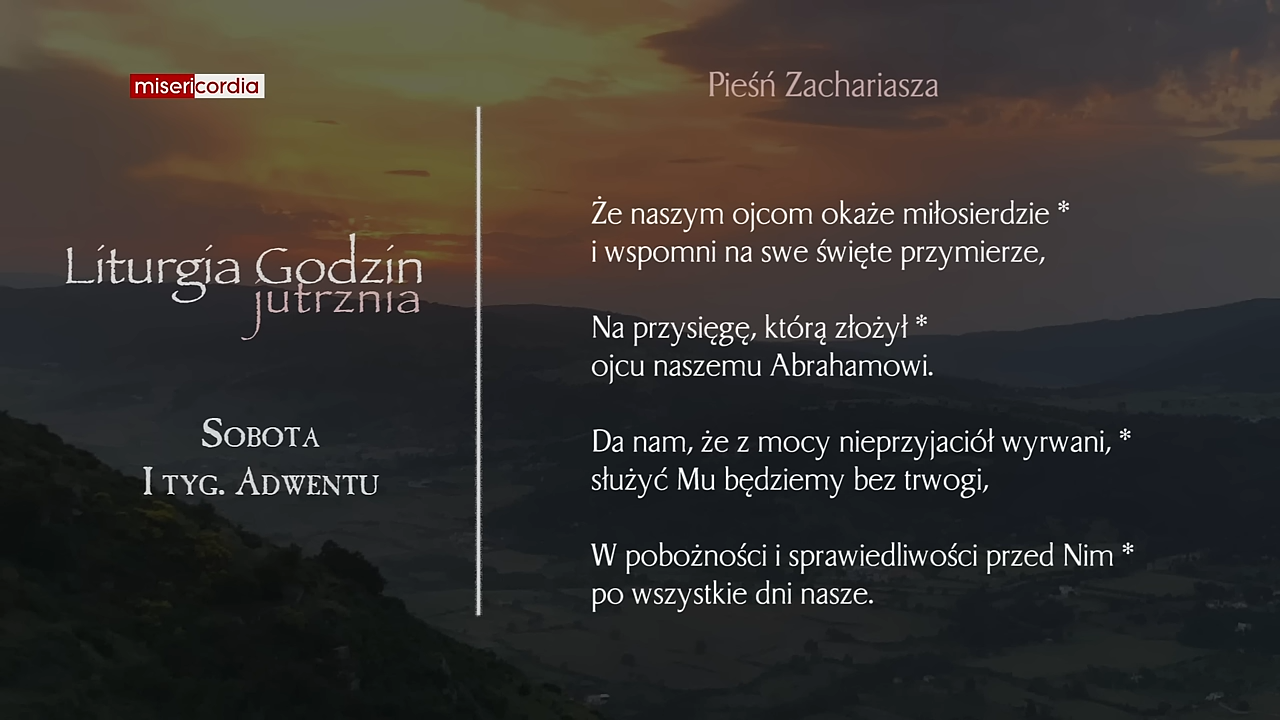 misericordia
Liturgia Godzin
jutrznia
Sobota
I tyg. Adwentu
Pieśń Zachariasza
Że naszym ojcom okaże miłosierdzie *
i wspomni na swe święte przymierze,
Na przysięgę, którą złożył *
ojcu naszemu Abrahamowi.
Da nam, że z mocy nieprzyjaciół wyrwani, *
służyć Mu będziemy bez trwogi,
W pobożności i sprawiedliwości przed Nim *
po wszystkie dni nasze.